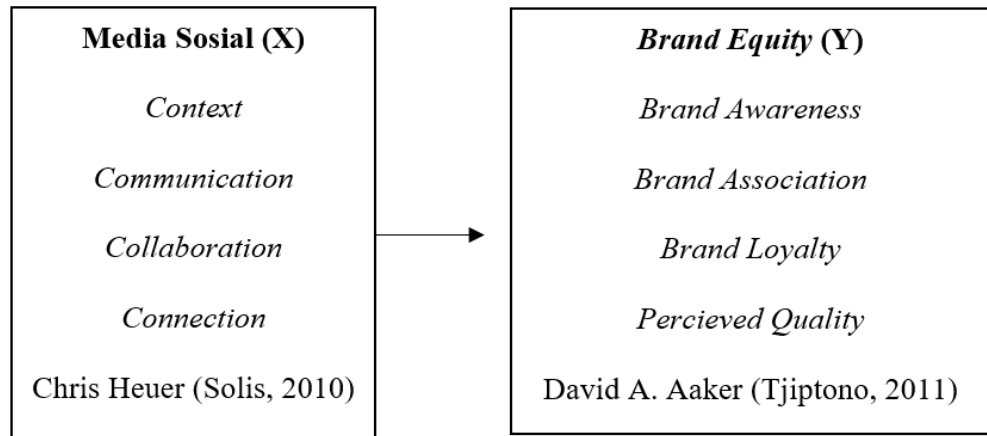 Media Sosial (X)
Context
Communication
Collaboration
Connection
Chris Heuer (Solis, 2010)
Brand Equity (Y)
Brand Awareness
Brand Association
Brand Loyalty
Percieved Quality
David A. Aaker (Tjiptono, 2011)